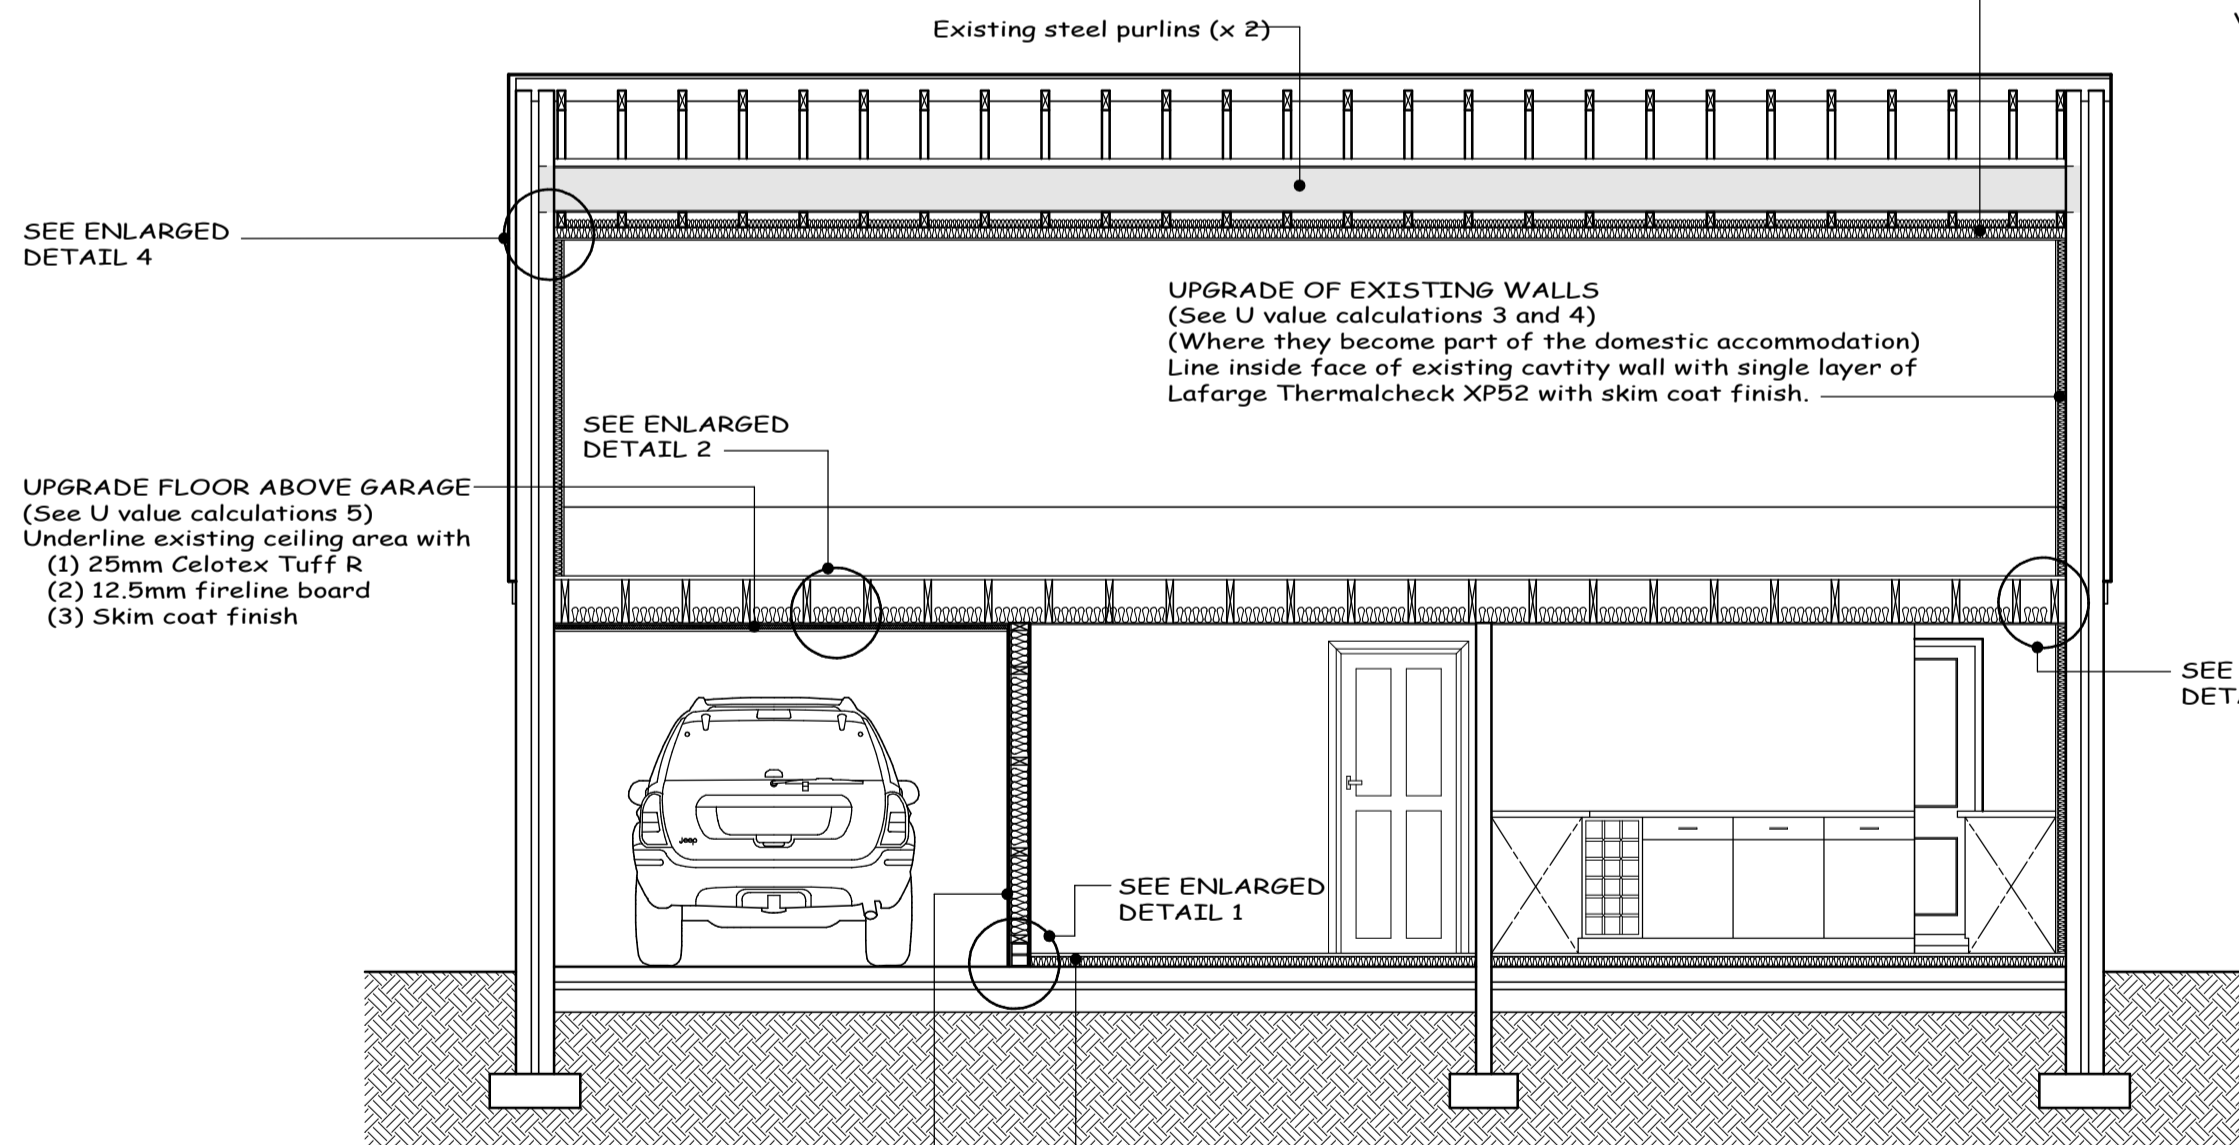 Existing steel purlins (x 2)
SEE ENLARGED
DETAIL 4
UPGRADE OF EXISTING WALLS
(See U value calculations 3 and 4)
(Where they become part of the domestic accommodation)
Line inside face of existing cavtity wall with single layer of
Lafarge Thermalcheck XP52 with skim coat finish.
SEE ENLARGED
DETAIL 2
UPGRADE FLOOR ABOVE GARAGE
(See U value calculations 5)
Underline existing ceiling area with
(1) 25mm Celotex Tuff R
(2) 12.5mm fireline board
(3) Skim coat finish
SEE
DET
Jeep
SEE ENLARGED
DETAIL 1